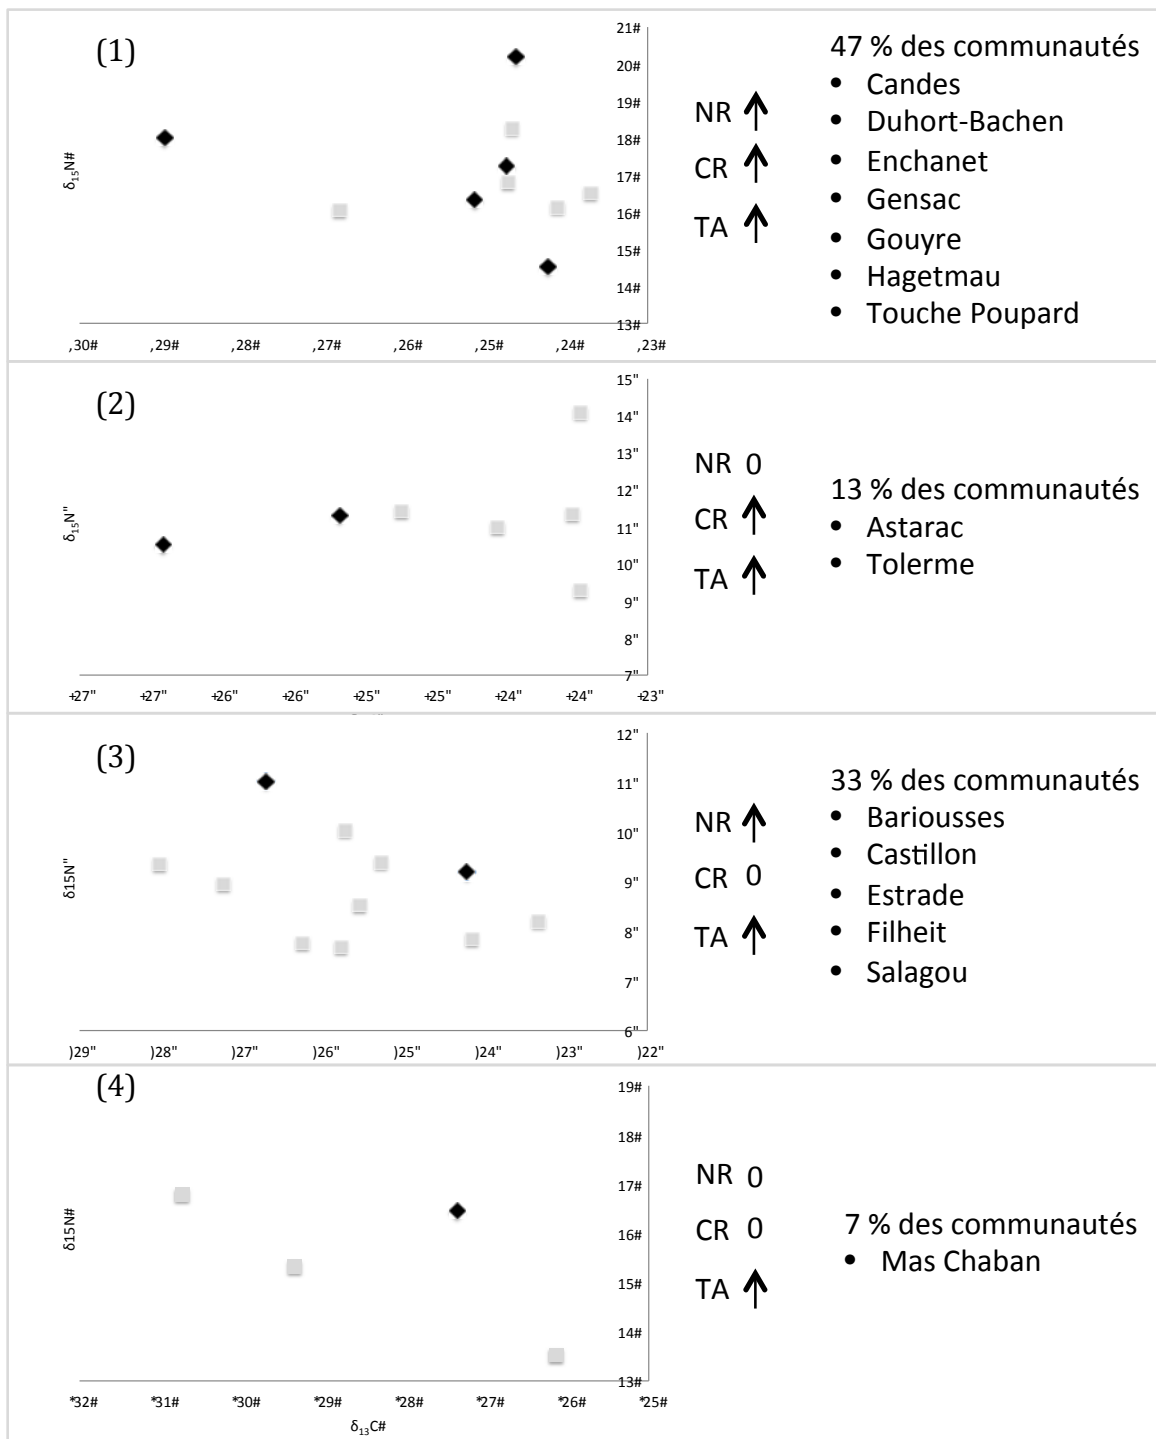 (1)
δ₁₅N#
21#
20#
19#
18#
17#
16#
15#
14#
13#
,30# ,29# ,28# ,27# ,26# ,25# ,24# ,23#
NR ↑
CR ↑
TA ↑
47 % des communautés
• Candes
• Duhort-Bachen
• Enchanet
• Gensac
• Gouyre
• Hagetmau
• Touche Poupard
(2)
δ₁₅N"
15"
14"
13"
12"
11"
10"
9"
8"
7"
+27" +27" +26" +26" +25" +25" +24" +24" +23"
NR 0
CR ↑
TA ↑
13 % des communautés
• Astarac
• Tolerme
(3)
δ15N"
12"
11"
10"
9"
8"
7"
6"
)29" )28" )27" )26" )25" )24" )23" )22"
NR ↑
CR 0
TA ↑
33 % des communautés
• Bariousses
• Castillon
• Estrade
• Filheit
• Salagou
(4)
δ15N#
19#
18#
17#
16#
15#
14#
13#
*32# *31# *30# *29# *28# *27# *26# *25#
δ₁₃C#
NR 0
CR 0
TA ↑
7 % des communautés
• Mas Chaban